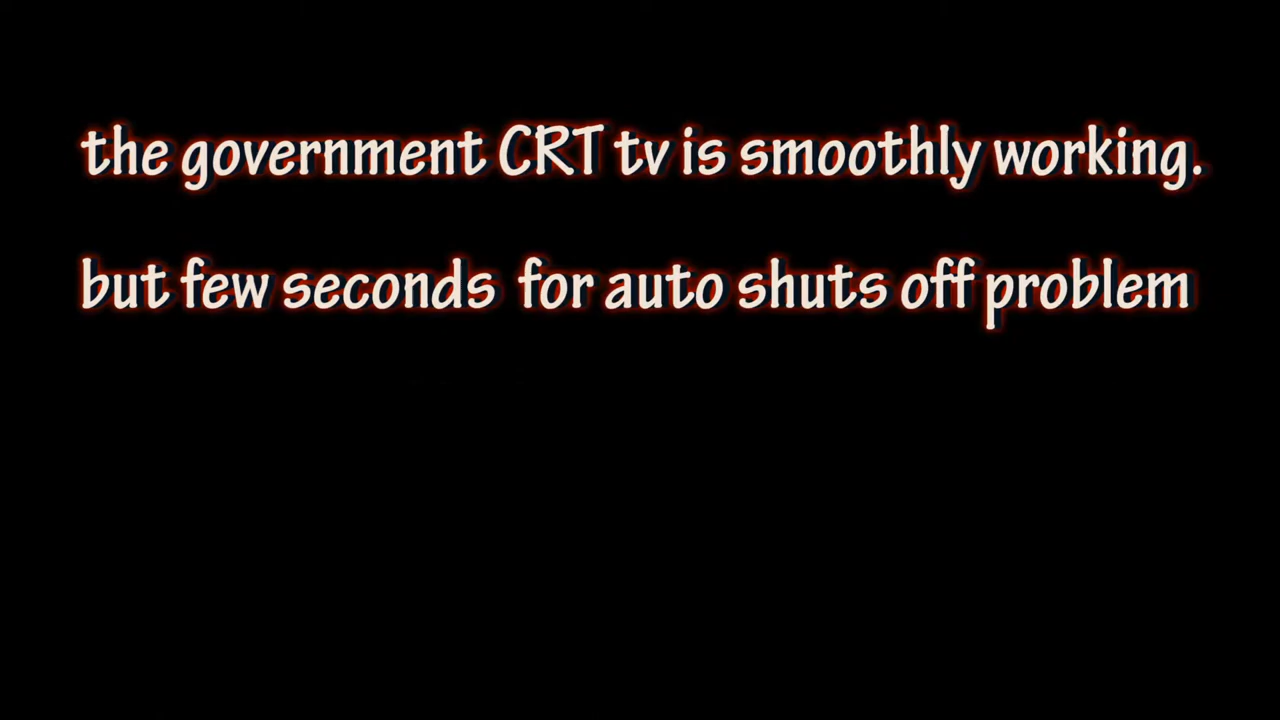 the government CRT tv is smoothly working.
but few seconds for auto shuts off problem